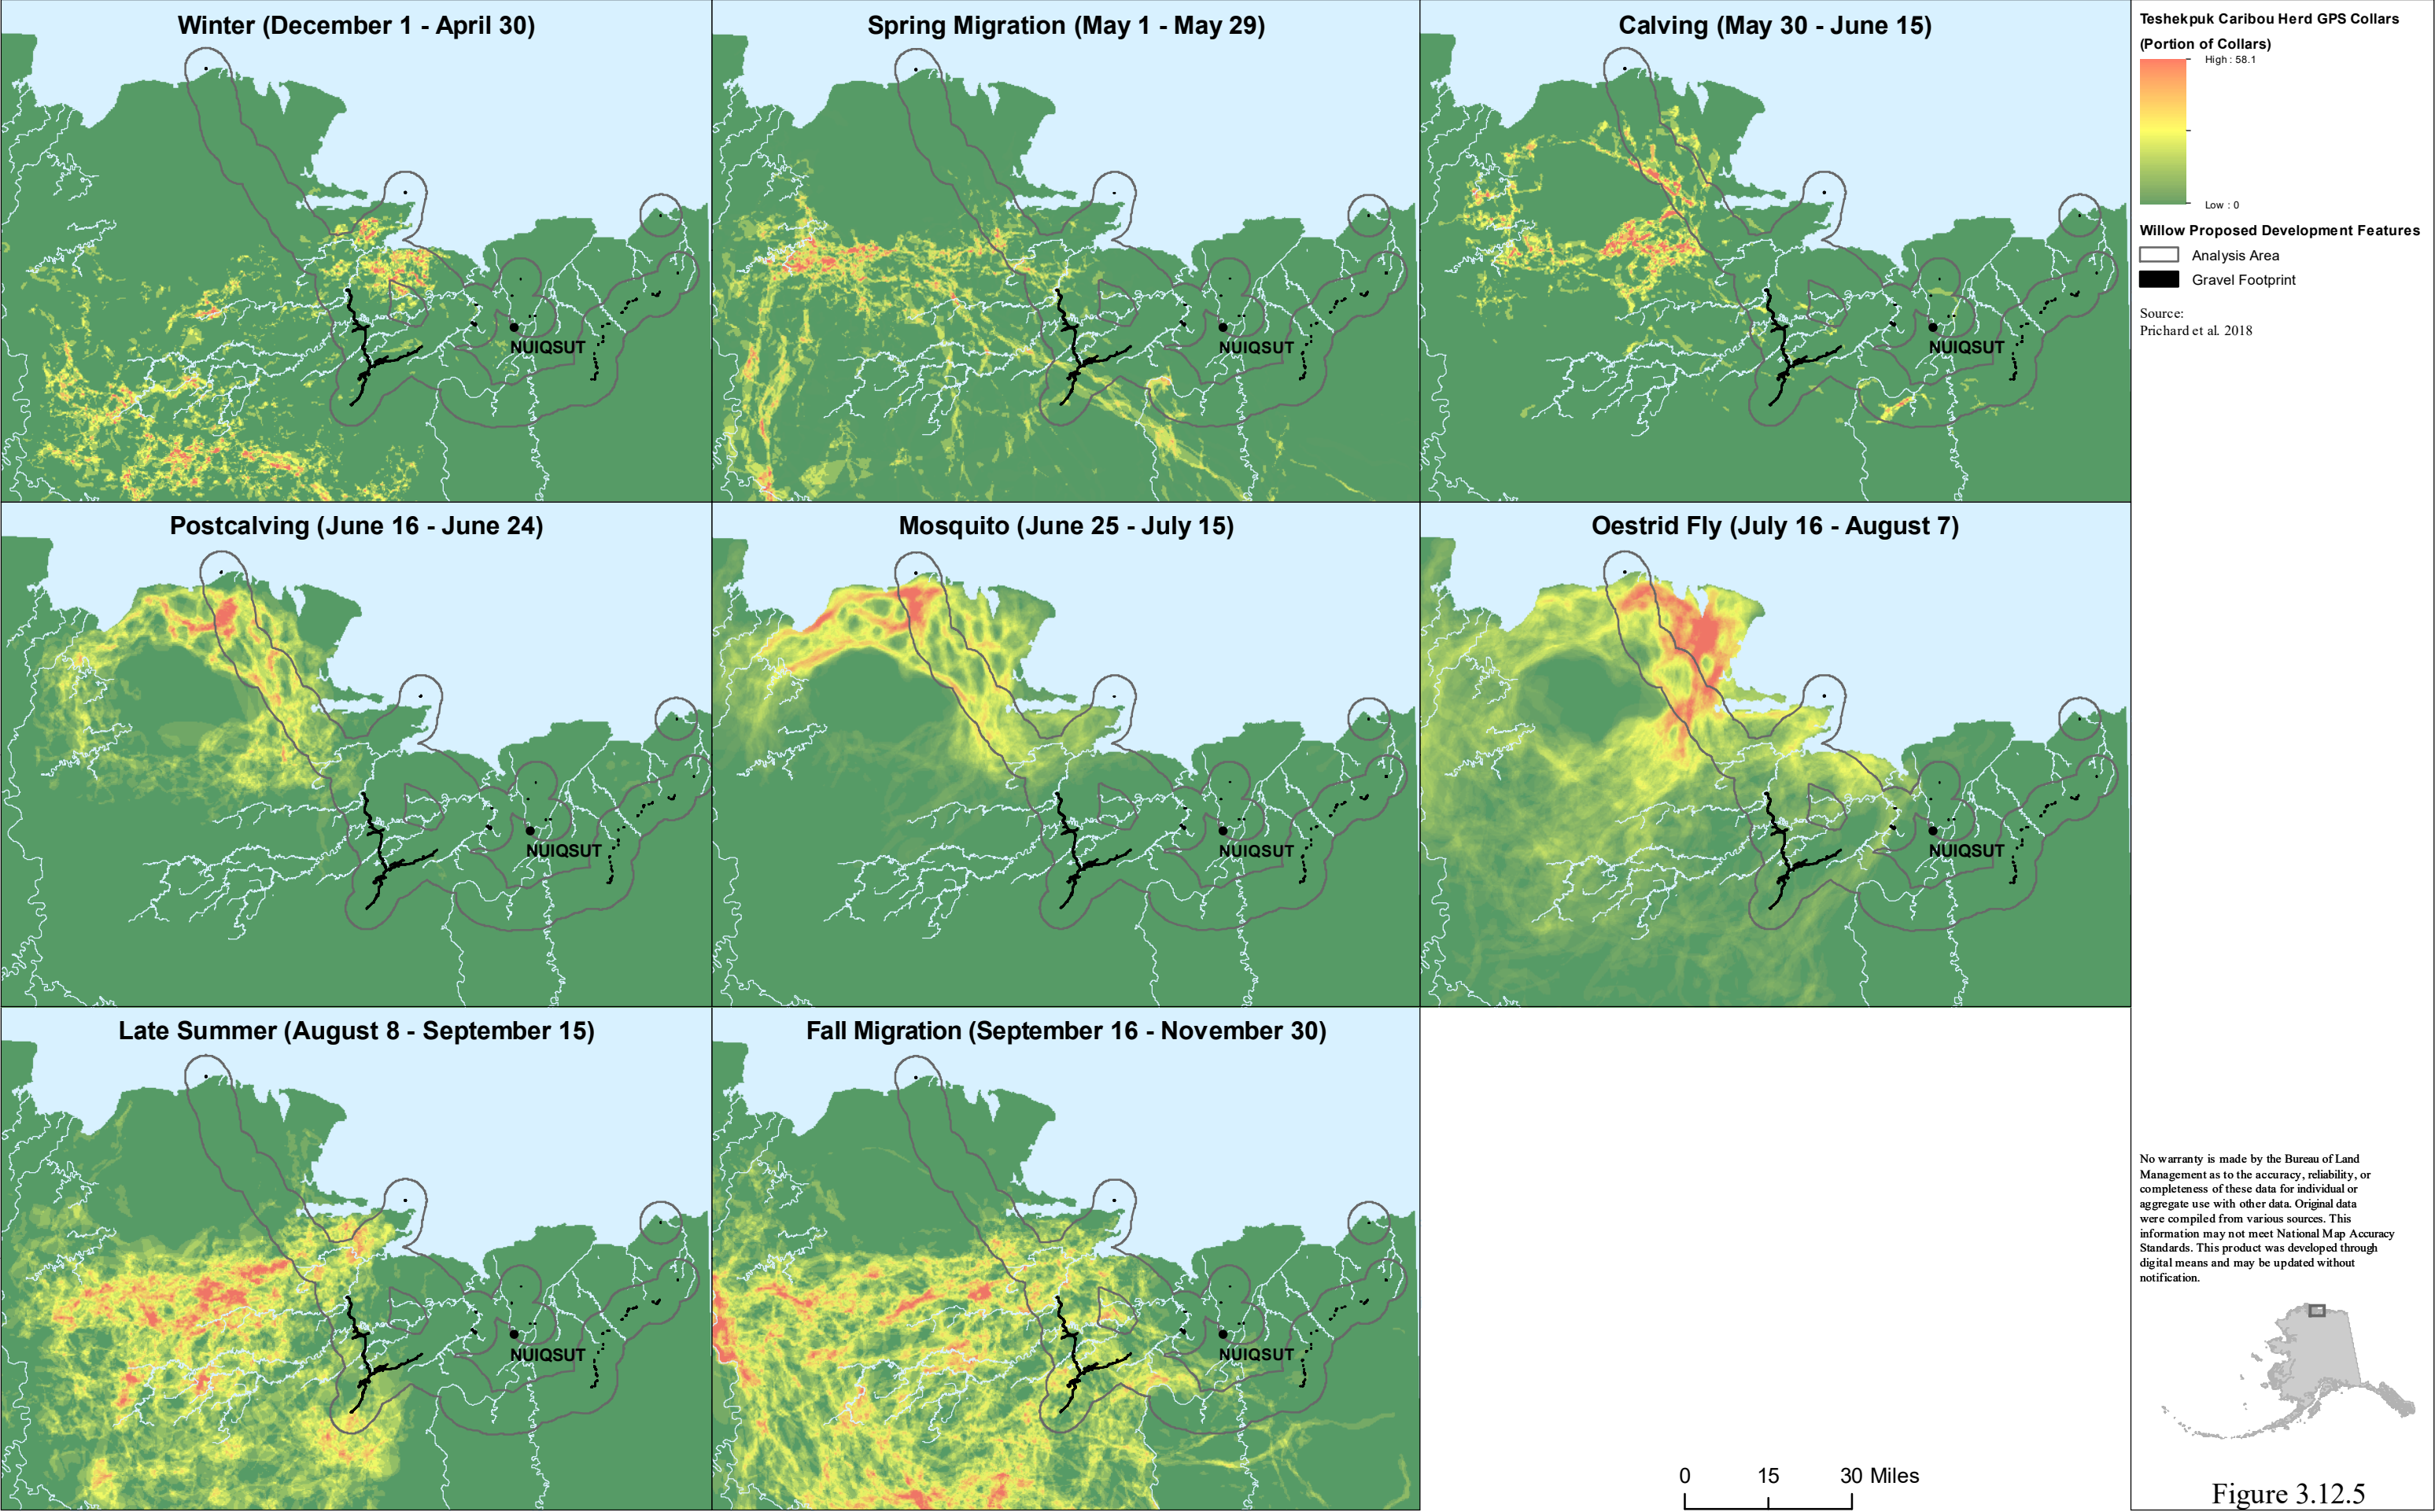 Winter (December 1 - April 30)
Spring Migration (May 1 - May 29)
Calving (May 30 - June 15)
NUIQSUT
NUIQSUT
NUIQSUT
Postcalving (June 16 - June 24)
Mosquito (June 25 - July 15)
Oestrid Fly (July 16 - August 7)
NUIQSUT
NUIQSUT
NUIQSUT
Late Summer (August 8 - September 15)
Fall Migration (September 16 - November 30)
NUIQSUT
NUIQSUT
0 15 30 Miles
Teshekpuk Caribou Herd GPS Collars
(Portion of Collars)
High : 58.1
Low : 0
Willow Proposed Development Features
Analysis Area
Gravel Footprint
Source:
Prichard et al. 2018
No warranty is made by the Bureau of Land
Management as to the accuracy, reliability, or
completeness of these data for individual or
aggregate use with other data. Original data
were compiled from various sources. This
information may not meet National Map Accuracy
Standards. This product was developed through
digital means and may be updated without
notification.
Figure 3.12.5